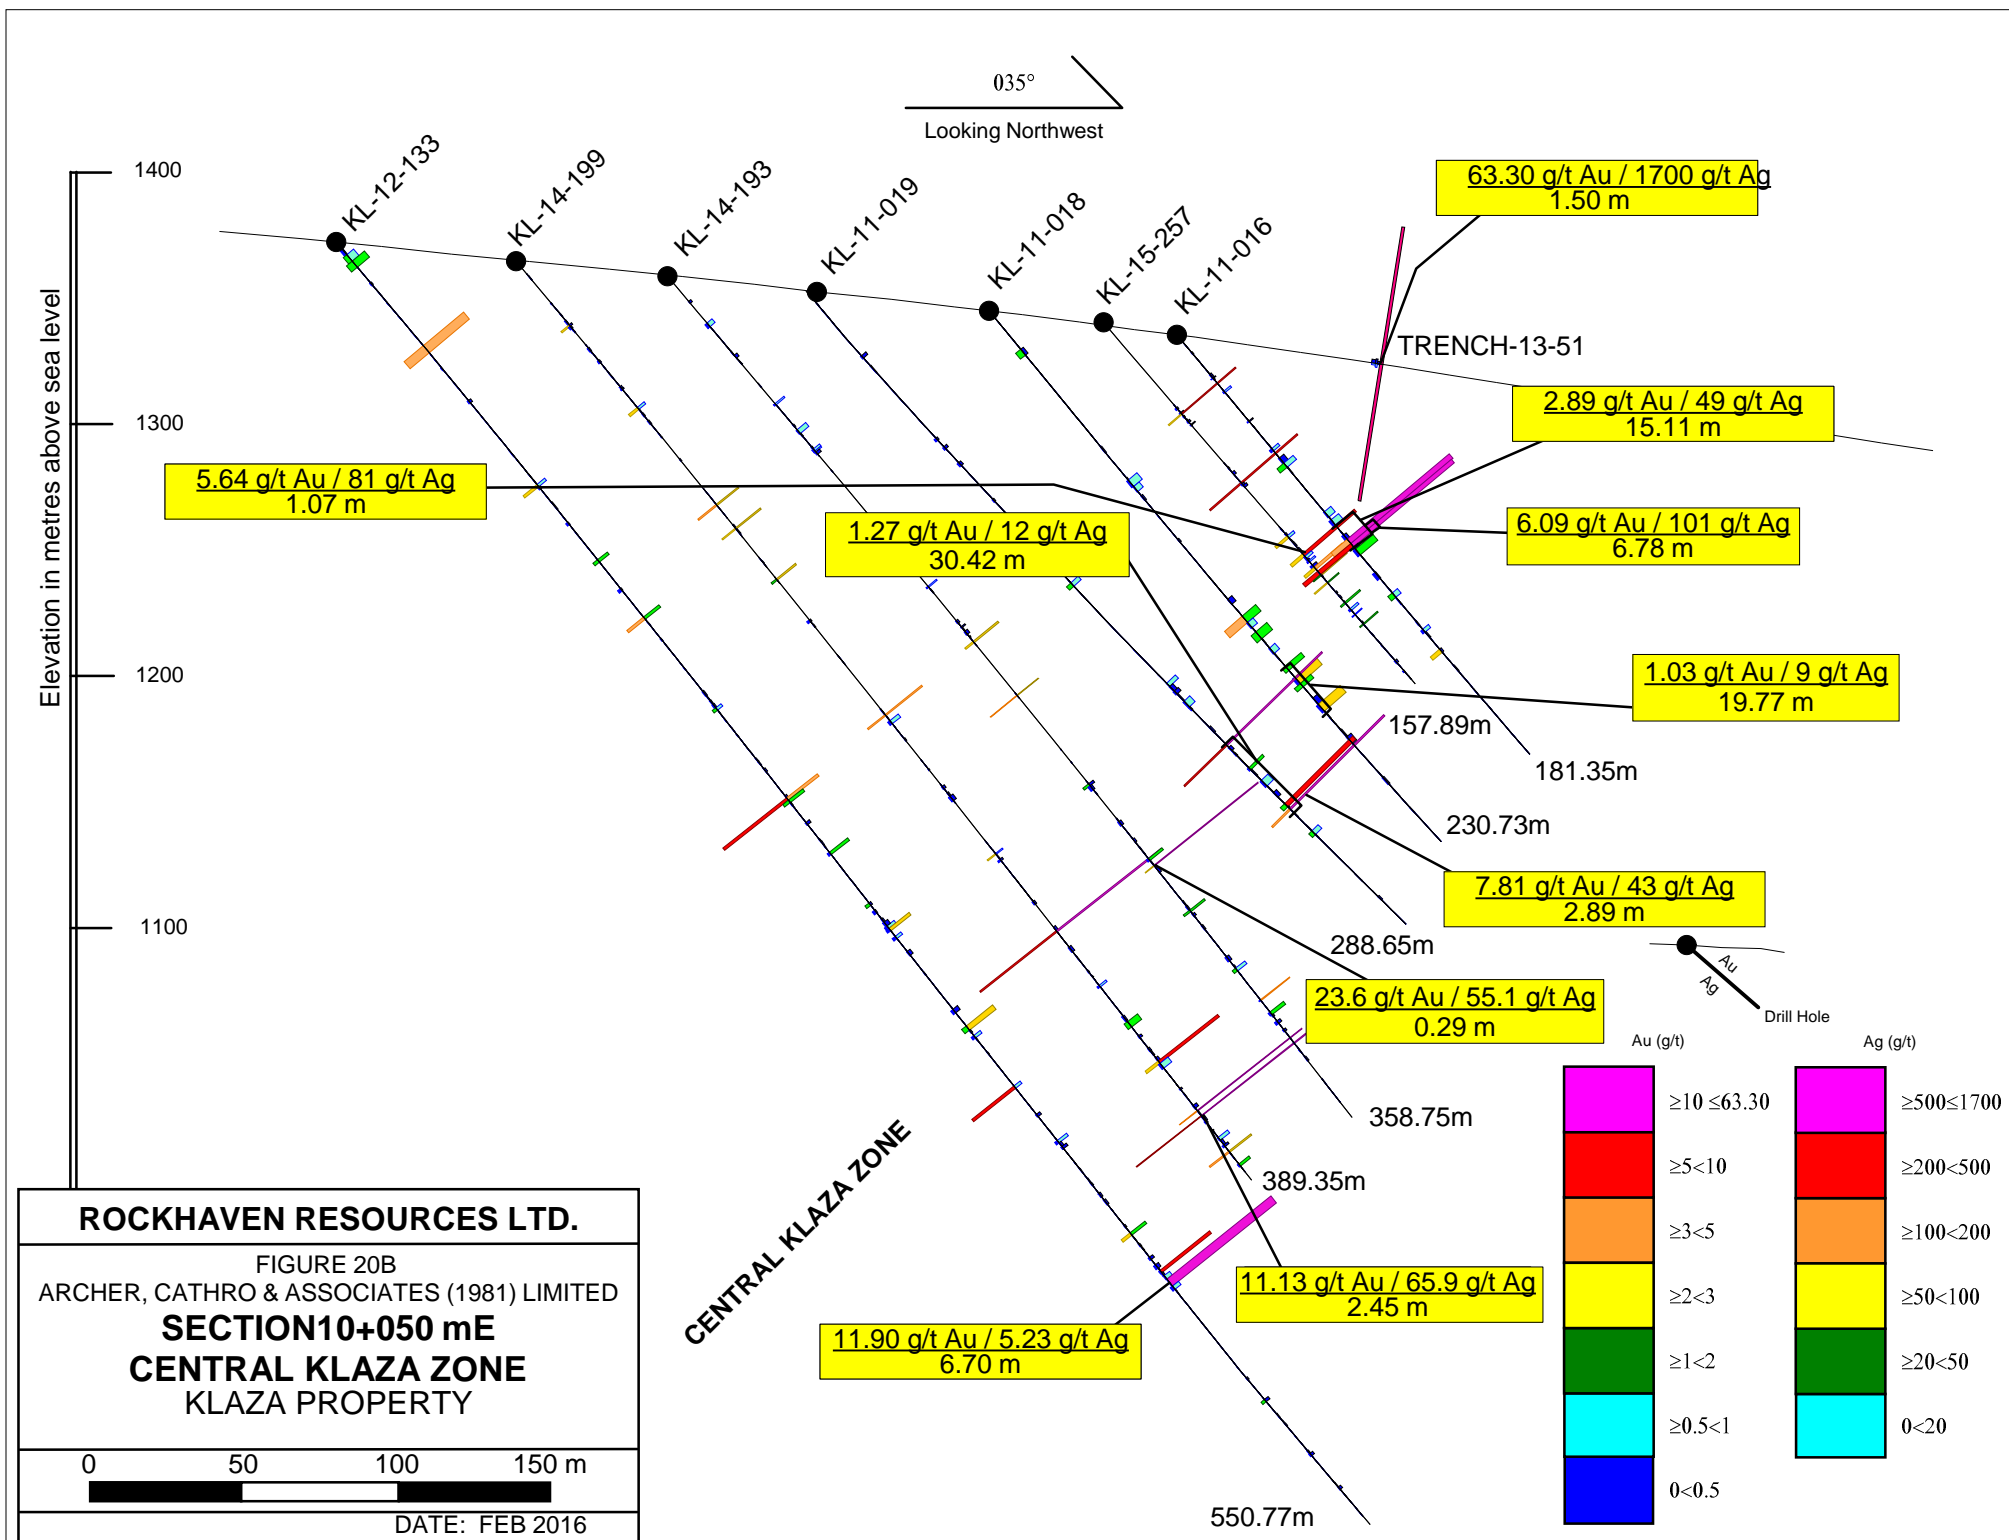 035°
Looking Northwest
Elevation in metres above sea level
1400
1300
1200
1100
KL-12-133
KL-14-199
KL-14-193
KL-11-019
KL-11-018
KL-15-257
KL-11-016
63.30 g/t Au / 1700 g/t Ag
1.50 m
TRENCH-13-51
2.89 g/t Au / 49 g/t Ag
15.11 m
5.64 g/t Au / 81 g/t Ag
1.07 m
1.27 g/t Au / 12 g/t Ag
30.42 m
6.09 g/t Au / 101 g/t Ag
6.78 m
1.03 g/t Au / 9 g/t Ag
19.77 m
157.89m
181.35m
230.73m
7.81 g/t Au / 43 g/t Ag
2.89 m
288.65m
23.6 g/t Au / 55.1 g/t Ag
0.29 m
358.75m
389.35m
11.13 g/t Au / 65.9 g/t Ag
2.45 m
11.90 g/t Au / 5.23 g/t Ag
6.70 m
550.77m
CENTRAL KLAZA ZONE
Au
Ag
Drill Hole
Au (g/t)
≥10 ≤63.30
≥5<10
≥3<5
≥2<3
≥1<2
≥0.5<1
0<0.5
Ag (g/t)
≥500≤1700
≥200<500
≥100<200
≥50<100
≥20<50
0<20
ROCKHAVEN RESOURCES LTD.
FIGURE 20B
ARCHER, CATHRO & ASSOCIATES (1981) LIMITED
SECTION10+050 mE
CENTRAL KLAZA ZONE
KLAZA PROPERTY
0 50 100 150 m
DATE: FEB 2016